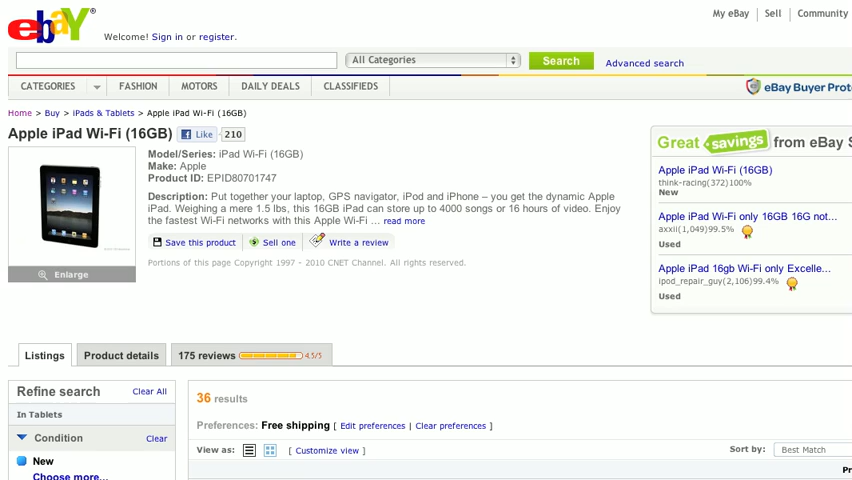 ebay®
My eBay | Sell | Community
Welcome! Sign in or register.
All Categories
Search
Advanced search
CATEGORIES
FASHION
MOTORS
DAILY DEALS
CLASSIFIEDS
eBay Buyer Prot
Home > Buy > iPads & Tablets > Apple iPad Wi-Fi (16GB)
Apple iPad Wi-Fi (16GB)
Like
210
Model/Series: iPad Wi-Fi (16GB)
Make: Apple
Product ID: EPID80701747
Description: Put together your laptop, GPS navigator, iPod and iPhone – you get the dynamic Apple
iPad. Weighing a mere 1.5 lbs, this 16GB iPad can store up to 4000 songs or 16 hours of video. Enjoy
the fastest Wi-Fi networks with this Apple Wi-Fi ... read more
Save this product
Sell one
Write a review
Portions of this page Copyright 1997 - 2010 CNET Channel. All rights reserved.
Enlarge
Great savings from eBay S
Apple iPad Wi-Fi (16GB)
think-racing(372)100%
New
Apple iPad Wi-Fi only 16GB 16G not...
axxii(1,049)99.5%
Used
Apple iPad 16gb Wi-Fi only Excelle...
ipod_repair_guy(2,106)99.4%
Used
Listings
Product details
175 reviews
4.5/5
Refine search
Clear All
In Tablets
Condition
Clear
New
Choose more...
36 results
Preferences: Free shipping [ Edit preferences | Clear preferences ]
View as:
[ Customize view ]
Sort by:
Best Match
Pr